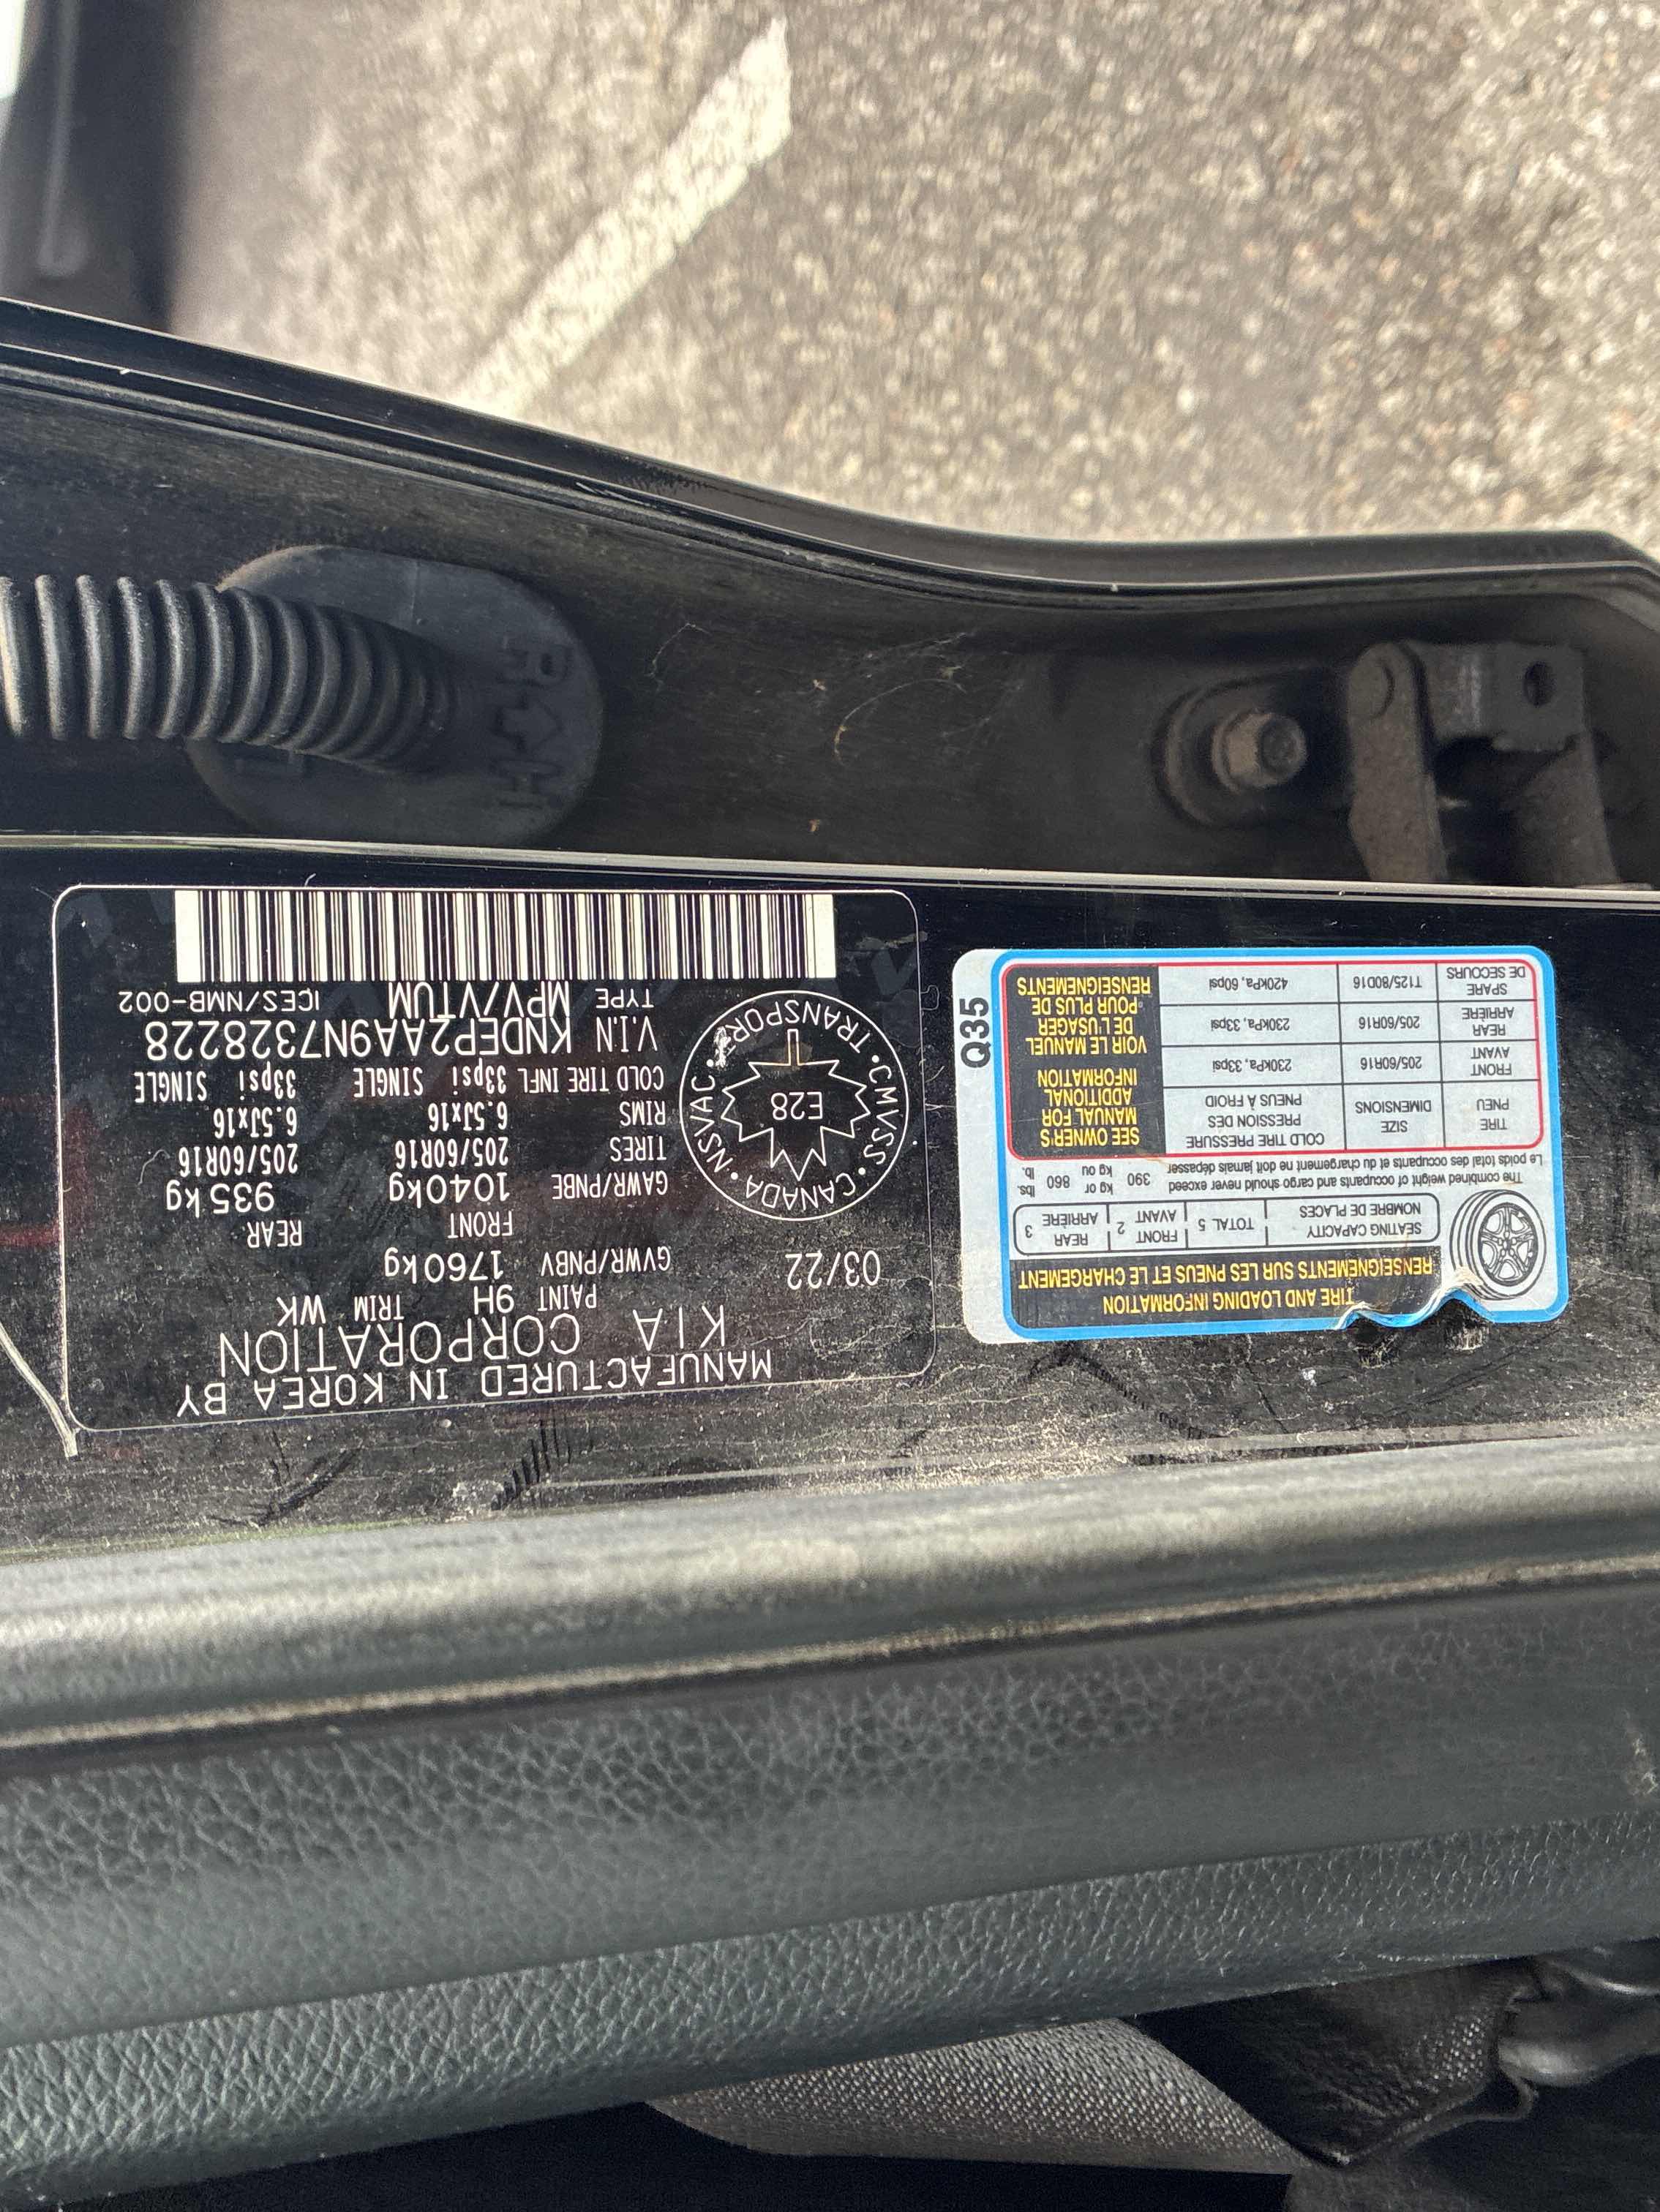 MANUFACTURED IN KOREA BY
KIA CORPORATION
PAINT 9H TRIM WK
03/22 GVWR/PNBV 1760kg
FRONT REAR
GAWR/PNBE 1040kg 935kg
TIRES 205/60R16 205/60R16
RIMS 6.5Jx16 6.5Jx16
COLD TIRE INFL 33psi SINGLE 33psi SINGLE
V.I.N KNDEP2AA9N7328228
TYPE MPV/VTUM ICES/NMB-002
CANADA • CMVSS • TRANSPORT • NSVAC •
E28
T
TIRE AND LOADING INFORMATION
RENSEIGNEMENTS SUR LES PNEUS ET LE CHARGEMENT
SEATING CAPACITY TOTAL 5 FRONT 2 REAR 3
NOMBRE DE PLACES AVANT ARRIÈRE
The combined weight of occupants and cargo should never exceed 390 kg or 860 lbs.
Le poids total des occupants et du chargement ne doit jamais dépasser kg ou lb.
TIRE SIZE COLD TIRE PRESSURE
PNEU DIMENSIONS PRESSION DES
PNEUS À FROID
FRONT 205/60R16 230kPa, 33psi
AVANT
REAR 205/60R16 230kPa, 33psi
ARRIÈRE
SPARE T125/80D16 420kPa, 60psi
DE SECOURS
SEE OWNER'S
MANUAL FOR
ADDITIONAL
INFORMATION
VOIR LE MANUEL
DE L'USAGER
POUR PLUS DE
RENSEIGNEMENTS
Q35